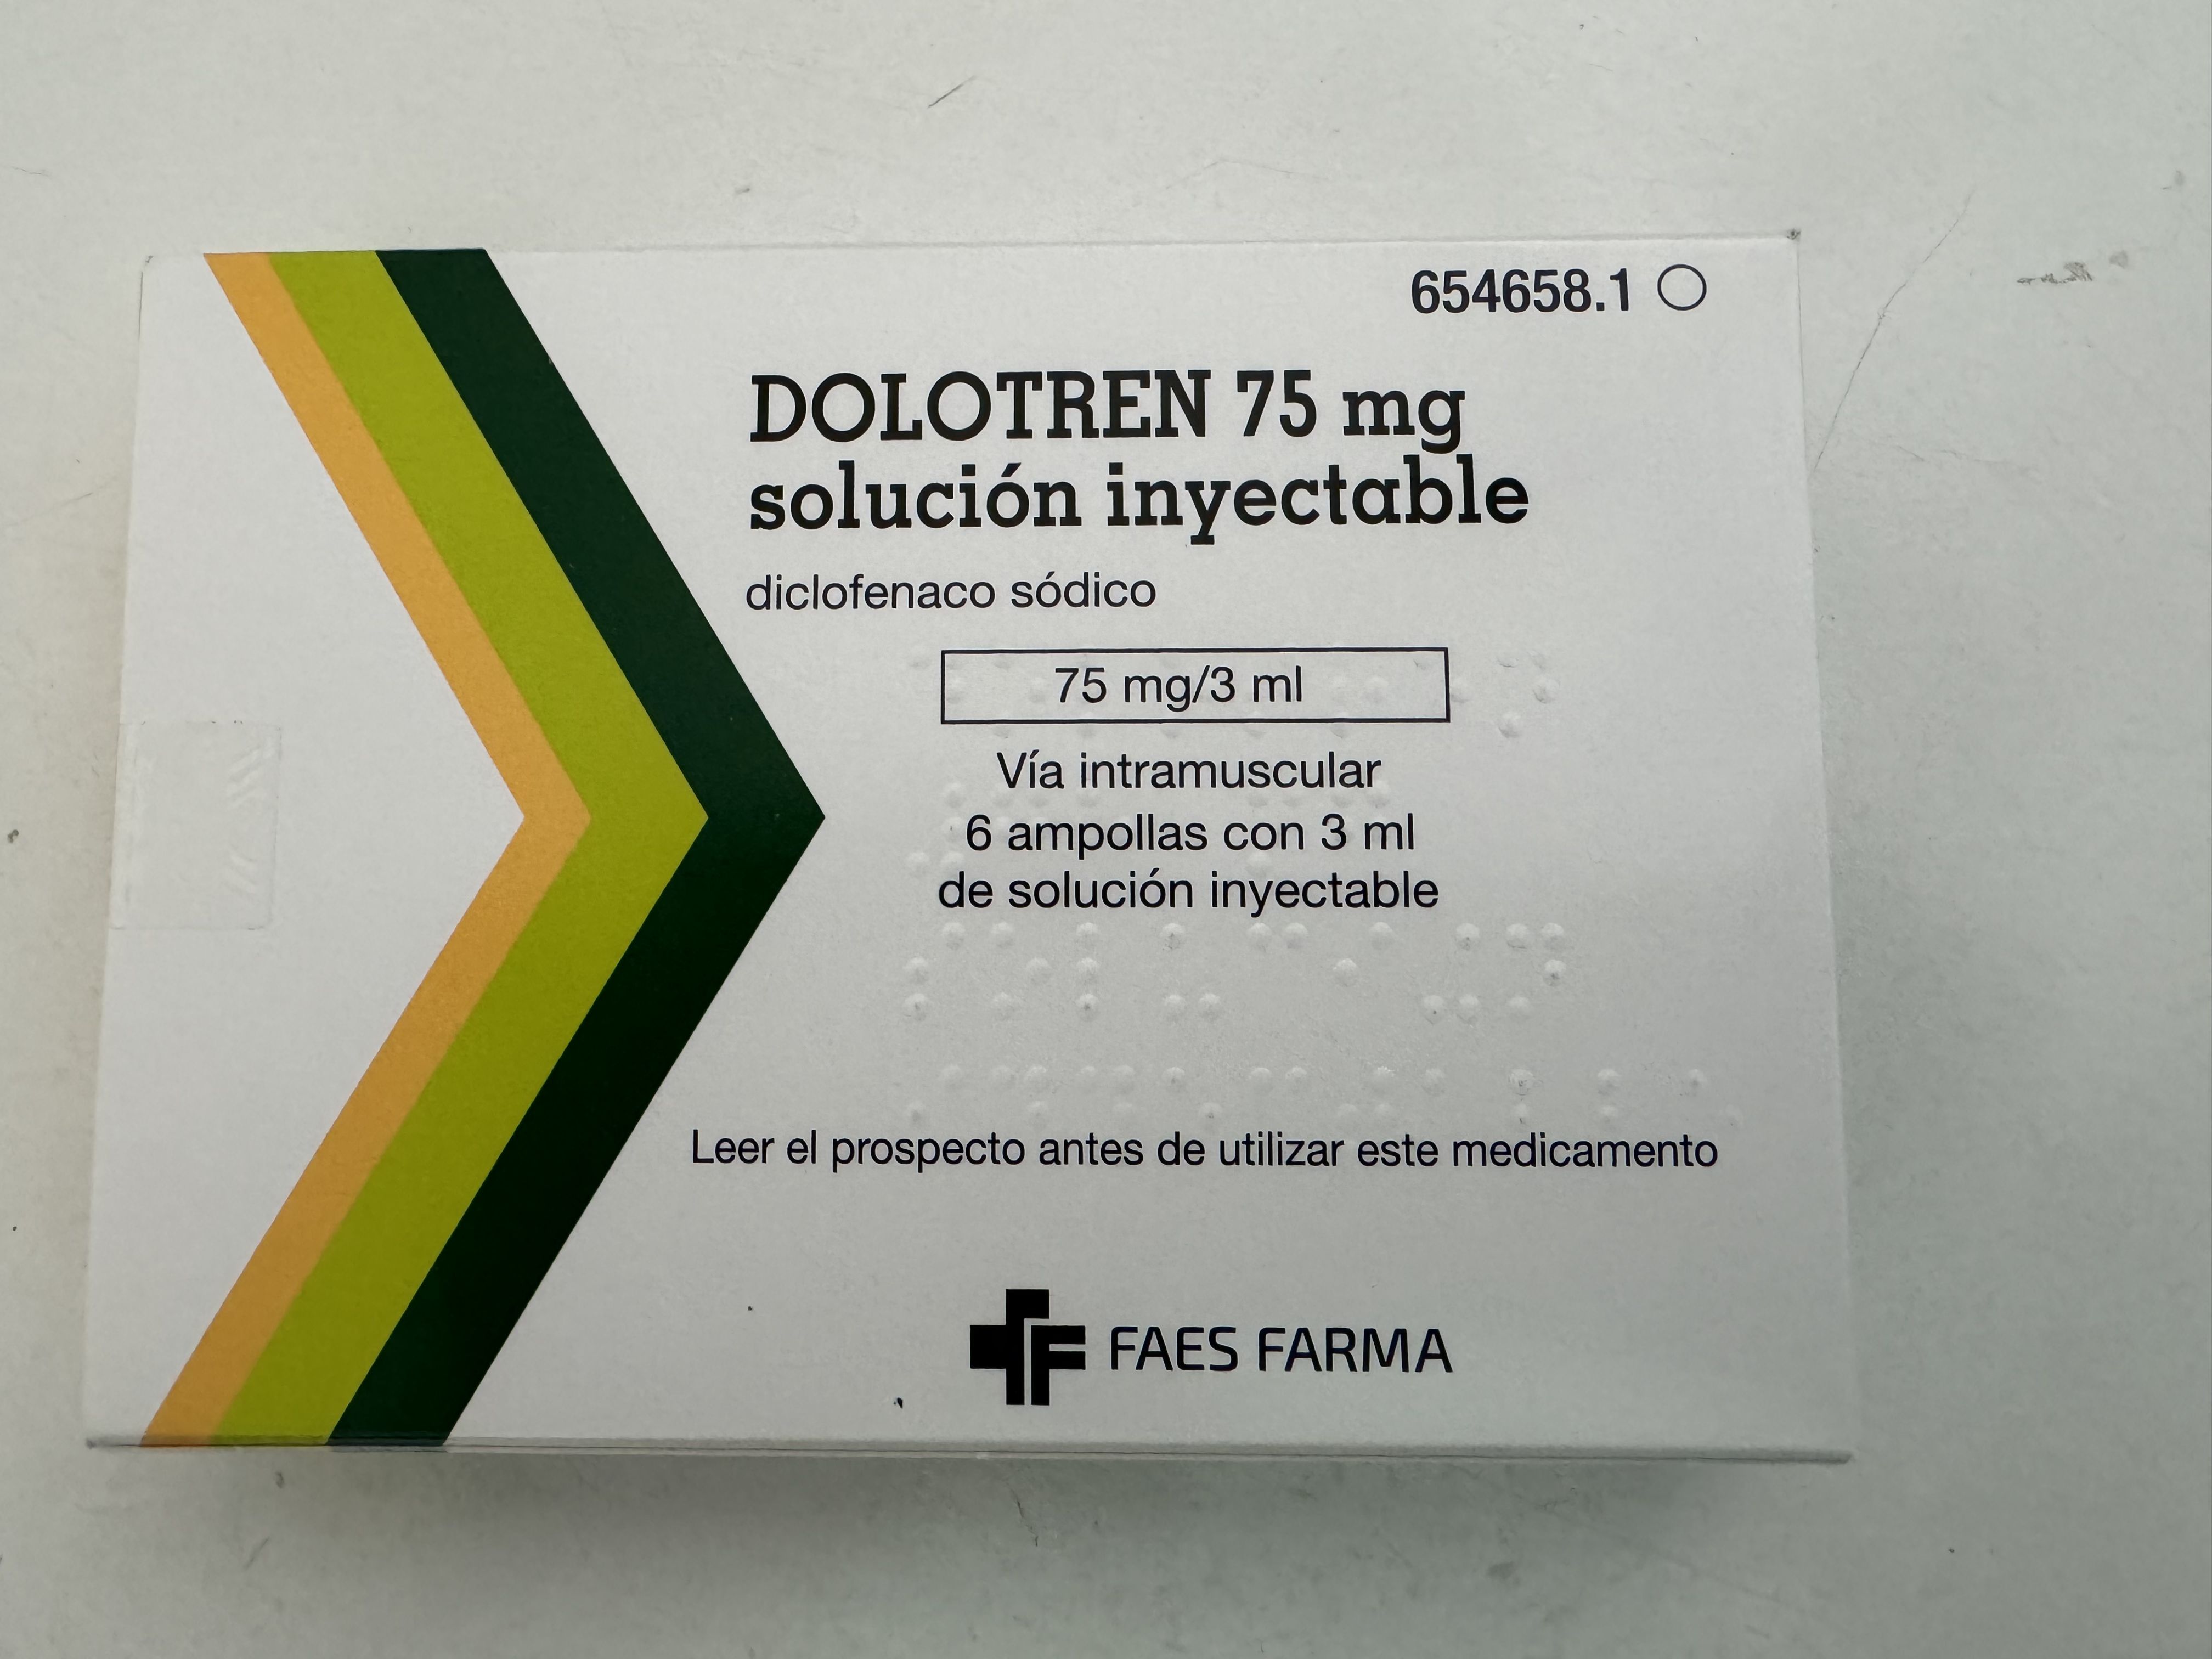 654658.1
DOLOTREN 75 mg
solución inyectable
diclofenaco sódico
75 mg/3 ml
Vía intramuscular
6 ampollas con 3 ml
de solución inyectable
Leer el prospecto antes de utilizar este medicamento
FAES FARMA